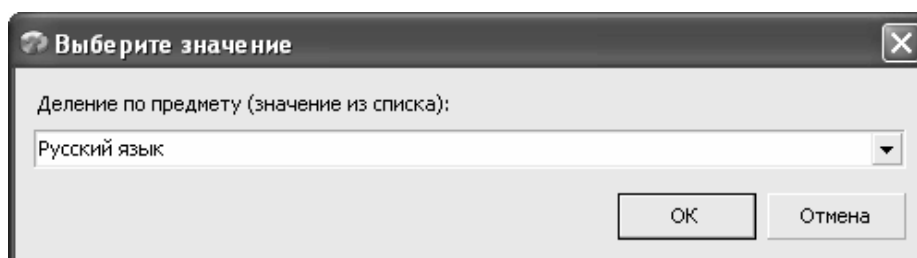 Выберите значение
Деление по предмету (значение из списка):
Русский язык
ОК
Отмена